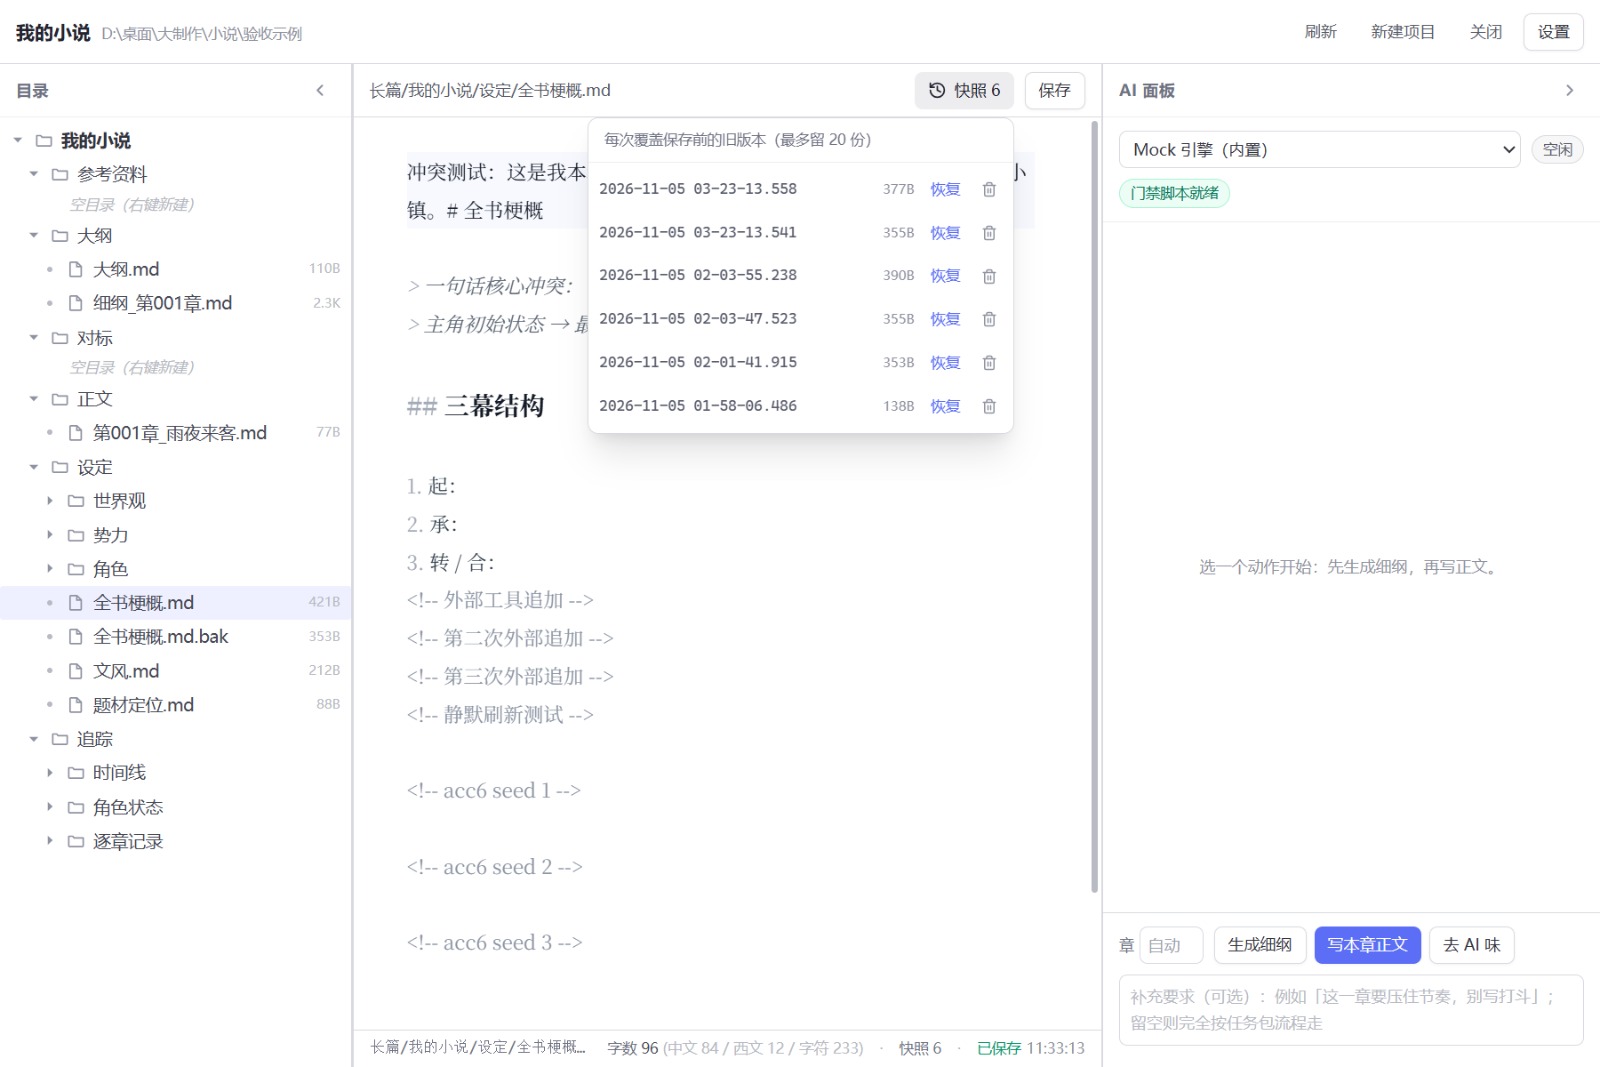 我的小说 D:\桌面\大制作\小说\验收示例
刷新 新建项目 关闭 设置
目录
我的小说
参考资料
空目录（右键新建）
大纲
大纲.md 110B
细纲_第001章.md 2.3K
对标
空目录（右键新建）
正文
第001章_雨夜来客.md 77B
设定
世界观
势力
角色
全书梗概.md 421B
全书梗概.md.bak 353B
文风.md 212B
题材定位.md 88B
追踪
时间线
角色状态
逐章记录
长篇/我的小说/设定/全书梗概.md 快照 6 保存
每次覆盖保存前的旧版本（最多留 20 份）
2026-11-05 03-23-13.558 377B 恢复
2026-11-05 03-23-13.541 355B 恢复
2026-11-05 02-03-55.238 390B 恢复
2026-11-05 02-03-47.523 355B 恢复
2026-11-05 02-01-41.915 353B 恢复
2026-11-05 01-58-06.486 138B 恢复
冲突测试：这是我本 小
镇。# 全书梗概
> 一句话核心冲突：
> 主角初始状态 →
## 三幕结构
1. 起：
2. 承：
3. 转 / 合：
<!-- 外部工具追加 -->
<!-- 第二次外部追加 -->
<!-- 第三次外部追加 -->
<!-- 静默刷新测试 -->
<!-- acc6 seed 1 -->
<!-- acc6 seed 2 -->
<!-- acc6 seed 3 -->
长篇/我的小说/设定/全书梗概... 字数 96 (中文 84 / 西文 12 / 字符 233) · 快照 6 · 已保存 11:33:13
AI 面板
Mock 引擎（内置） 空闲
门禁脚本就绪
选一个动作开始：先生成细纲，再写正文。
章 自动 生成细纲 写本章正文 去 AI 味
补充要求（可选）：例如「这一章要压住节奏，别写打斗」；
留空则完全按任务包流程走